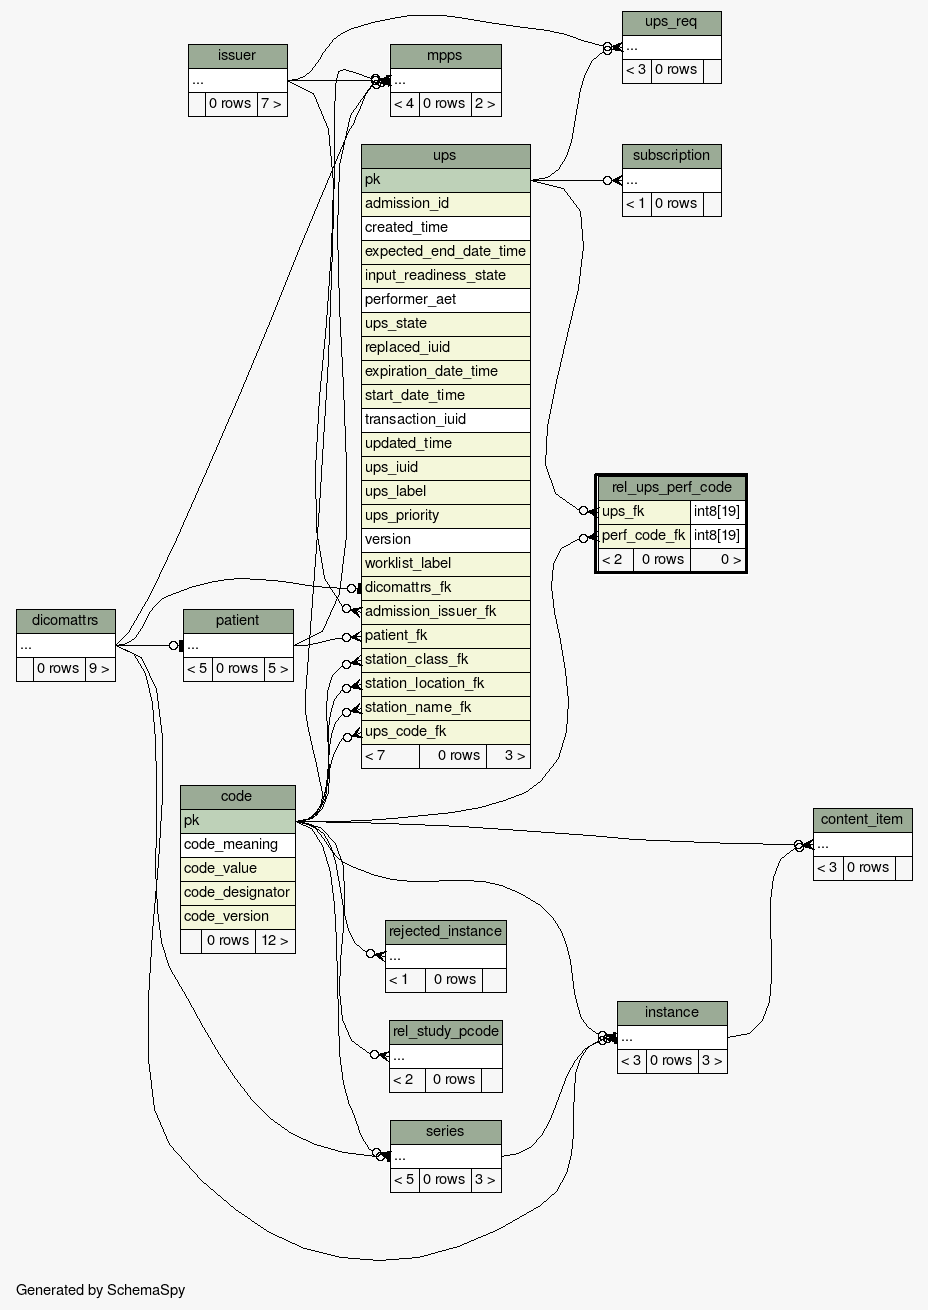 ups_req
...
< 3 0 rows
issuer
...
0 rows 7 >
mpps
...
< 4 0 rows 2 >
subscription
...
< 1 0 rows
ups
pk
admission_id
created_time
expected_end_date_time
input_readiness_state
performer_aet
ups_state
replaced_iuid
expiration_date_time
start_date_time
transaction_iuid
updated_time
ups_iuid
ups_label
ups_priority
version
worklist_label
dicomattrs_fk
admission_issuer_fk
patient_fk
station_class_fk
station_location_fk
station_name_fk
ups_code_fk
< 7 0 rows 3 >
rel_ups_perf_code
ups_fk int8[19]
perf_code_fk int8[19]
< 2 0 rows 0 >
dicomattrs
...
0 rows 9 >
patient
...
< 5 0 rows 5 >
code
pk
code_meaning
code_value
code_designator
code_version
0 rows 12 >
content_item
...
< 3 0 rows
rejected_instance
...
< 1 0 rows
instance
...
< 3 0 rows 3 >
rel_study_pcode
...
< 2 0 rows
series
...
< 5 0 rows 3 >
Generated by SchemaSpy